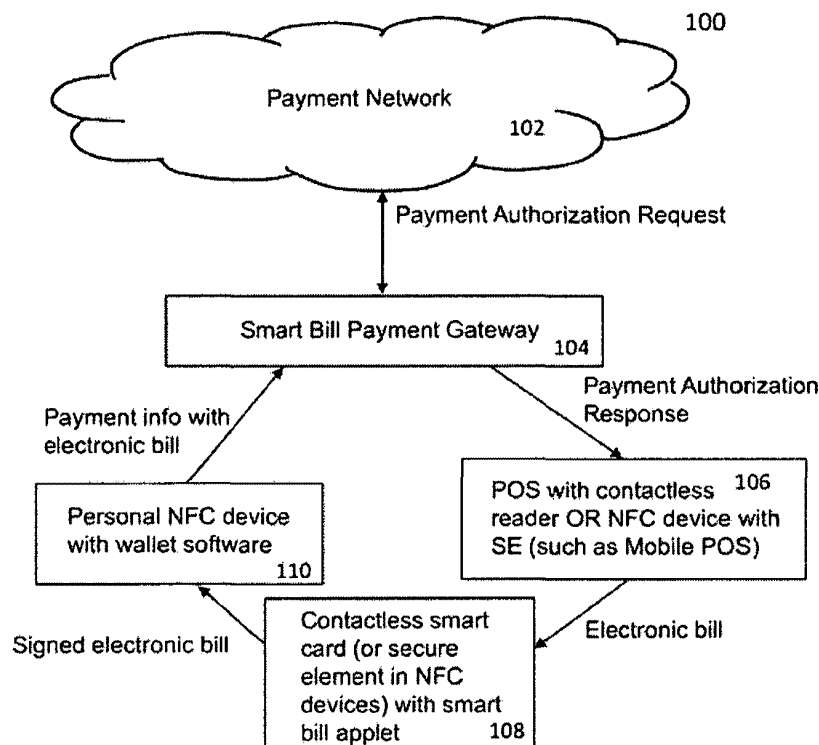 100
Payment Network
102
Payment Authorization Request
Smart Bill Payment Gateway
104
Payment Authorization
Response
Payment info with
electronic bill
POS with contactless
106
reader OR NFC device with
SE (such as Mobile POS)
Personal NFC device
with wallet software
110
Electronic bill
Signed electronic bill
Contactless smart
card (or secure
element in NFC
devices) with smart
bill applet
108